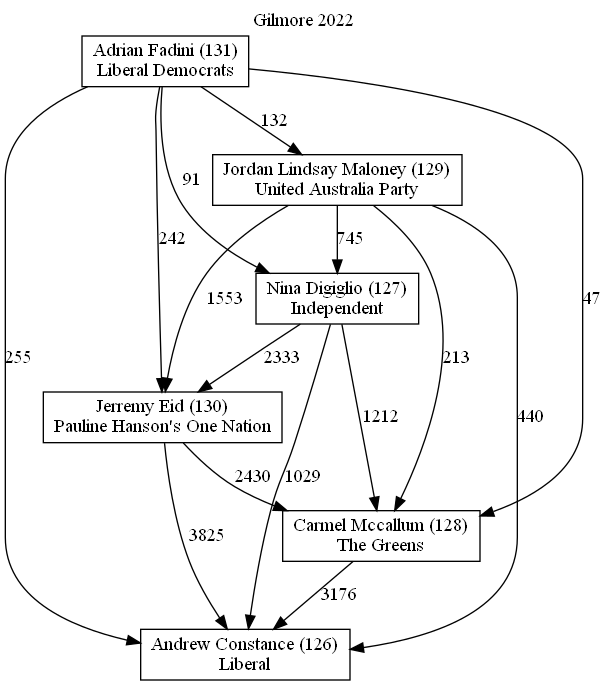 Gilmore 2022
Adrian Fadini (131)
Liberal Democrats
132
Jordan Lindsay Maloney (129)
United Australia Party
91
242
745
Nina Digiglio (127)
Independent
1553
47
255
2333
213
Jerremy Eid (130)
Pauline Hanson's One Nation
1212
440
2430
1029
Carmel Mccallum (128)
The Greens
3825
3176
Andrew Constance (126)
Liberal